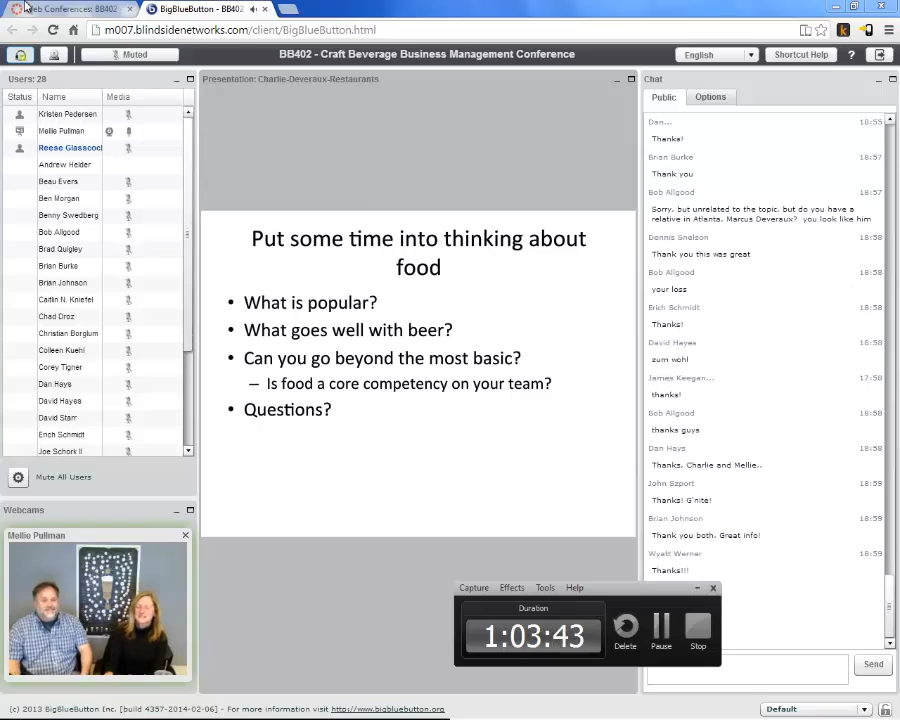 Web Conferences: BB402
BigBlueButton - BB402
m007.blindsidenetworks.com/client/BigBlueButton.html
Muted
BB402 - Craft Beverage Business Management Conference
English
Shortcut Help
?
Users: 28
Status Name Media
Kristen Pedersen
Mellie Pullman
Reese Glasscoc
Andrew Helder
Beau Evers
Ben Morgan
Benny Swedberg
Bob Allgood
Brad Quigley
Brian Burke
Brian Johnson
Caitlin N. Kniefel
Chad Droz
Christian Borglum
Colleen Kuehl
Corey Tigner
Dan Hays
David Hayes
David Starr
Erich Schmidt
Joe Schork II
Mute All Users
Webcams
Mellie Pullman
Presentation: Charlie-Deveraux-Restaurants
Put some time into thinking about
food
• What is popular?
• What goes well with beer?
• Can you go beyond the most basic?
– Is food a core competency on your team?
• Questions?
Chat
Public Options
Dan... 18:55
Thanks!
Brian Burke 18:57
Thank you
Bob Allgood 18:57
Sorry, but unrelated to the topic, but do you have a
relative in Atlanta, Marcus Deveraux? you look like him
Dennis Snelson 18:58
Thank you this was great
Bob Allgood 18:58
your loss
Erich Schmidt 18:58
Thanks!
David Hayes 18:58
zum wohl
James Keegan... 17:58
thanks!
Bob Allgood 18:58
thanks guys
Dan Hays 18:58
Thanks, Charlie and Mellie..
John Szport 18:59
Thanks! G'nite!
Brian Johnson 18:59
Thank you both, Great info!
Wyatt Werner 18:59
Thanks!!!
Send
Capture Effects Tools Help
Duration
1:03:43
Delete Pause Stop
(c) 2013 BigBlueButton Inc. [build 4357-2014-02-06] - For more information visit http://www.bigbluebutton.org
Default